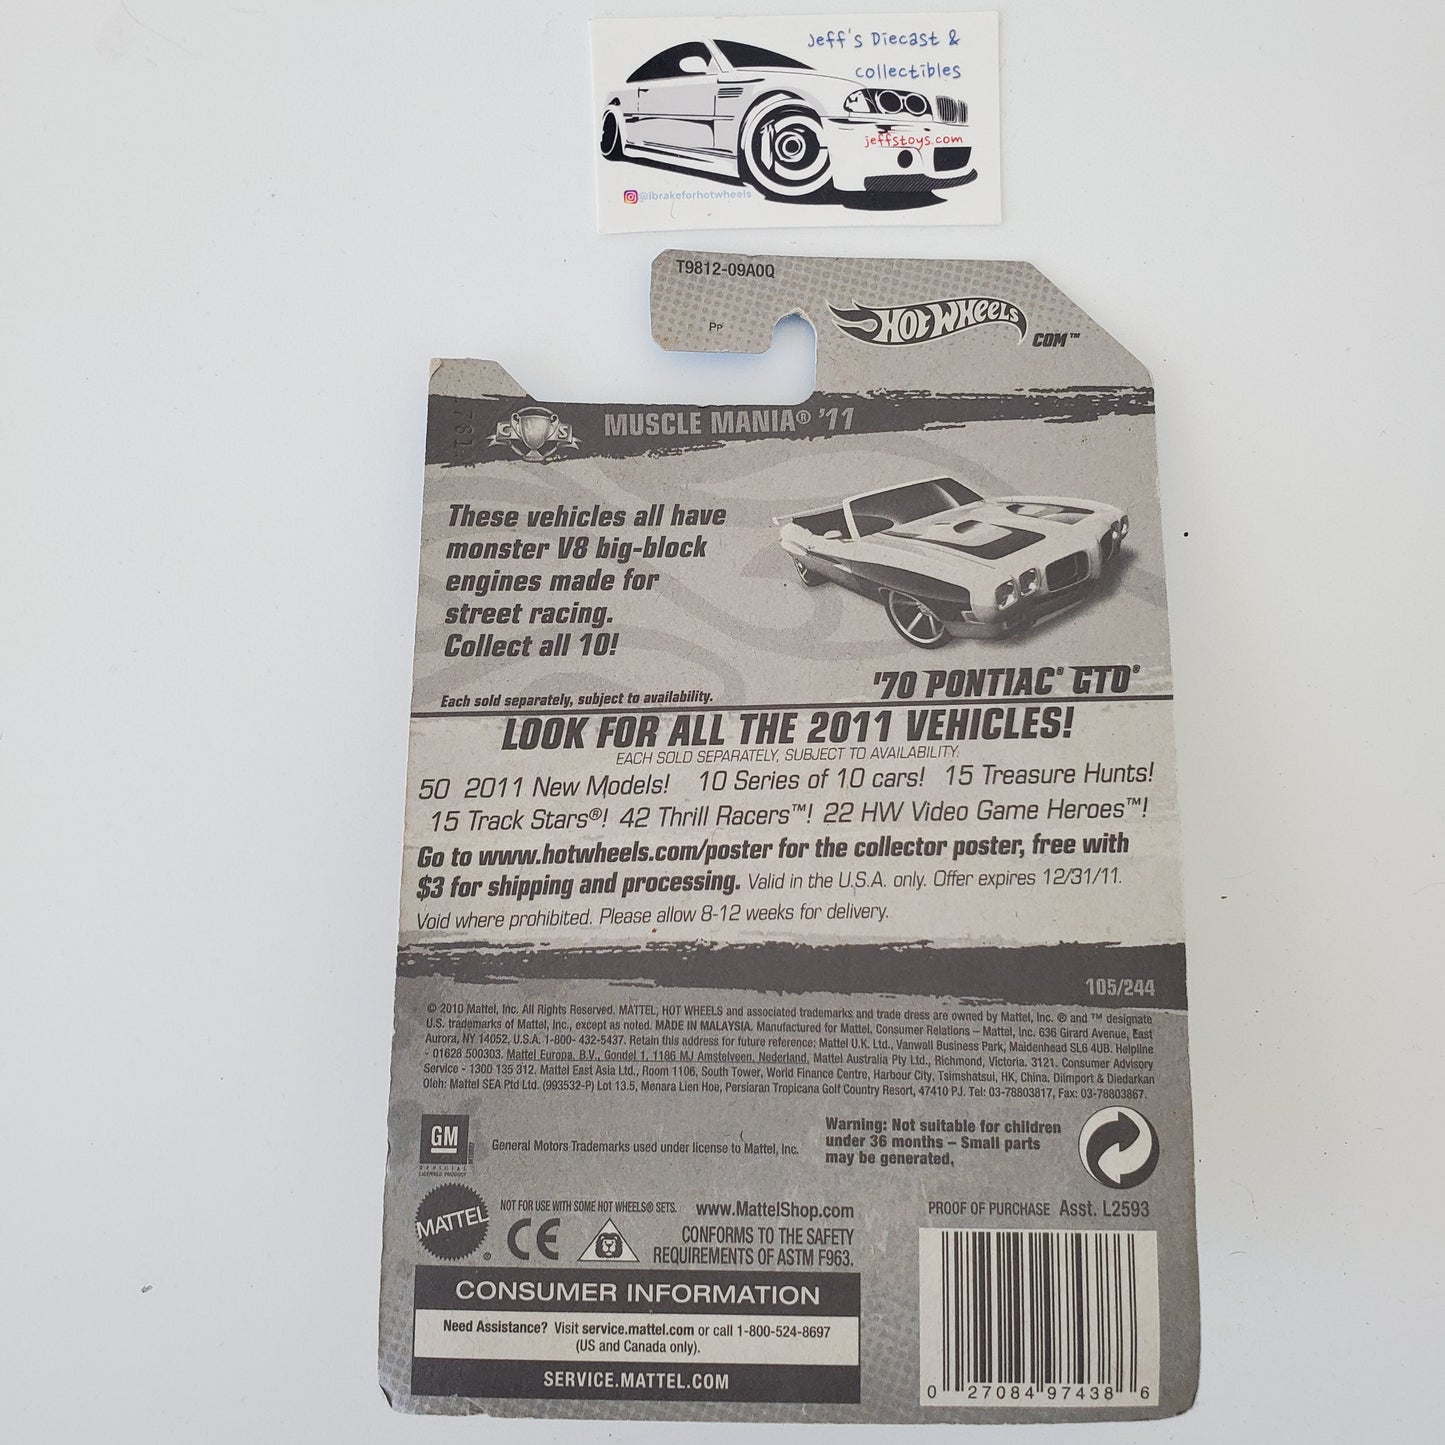 Jeff's Diecast &
collectibles
jeffstoys.com
@ibrakeforhotwheels
T9812-09A0Q
Pp
HOT WHEELS
COM™
MUSCLE MANIA® '11
These vehicles all have
monster V8 big-block
engines made for
street racing.
Collect all 10!
'70 PONTIAC® GTO®
Each sold separately, subject to availability.
LOOK FOR ALL THE 2011 VEHICLES!
EACH SOLD SEPARATELY, SUBJECT TO AVAILABILITY.
50 2011 New Models! 10 Series of 10 cars! 15 Treasure Hunts!
15 Track Stars®! 42 Thrill Racers™! 22 HW Video Game Heroes™!
Go to www.hotwheels.com/poster for the collector poster, free with
$3 for shipping and processing. Valid in the U.S.A. only. Offer expires 12/31/11.
Void where prohibited. Please allow 8-12 weeks for delivery.
105/244
© 2010 Mattel, Inc. All Rights Reserved. MATTEL, HOT WHEELS and associated trademarks and trade dress are owned by Mattel, Inc. ® and ™ designate
U.S. trademarks of Mattel, Inc., except as noted. MADE IN MALAYSIA. Manufactured for Mattel, Consumer Relations – Mattel, Inc. 636 Girard Avenue, East
Aurora, NY 14052, U.S.A. 1-800- 432-5437. Retain this address for future reference: Mattel U.K. Ltd., Vanwall Business Park, Maidenhead SL6 4UB. Helpline
- 01628 500303. Mattel Europa. B.V., Gondel 1, 1186 MJ Amstelveen, Nederland. Mattel Australia Pty Ltd., Richmond, Victoria. 3121. Consumer Advisory
Service - 1300 135 312. Mattel East Asia Ltd., Room 1106, South Tower, World Finance Centre, Harbour City, Tsimshatsui, HK, China. Diimport & Diedarkan
Oleh: Mattel SEA Ptd Ltd. (993532-P) Lot 13.5, Menara Lien Hoe, Persiaran Tropicana Golf Country Resort, 47410 PJ. Tel: 03-78803817, Fax: 03-78803867.
GM
OFFICIAL
LICENSED PRODUCT
General Motors Trademarks used under license to Mattel, Inc.
Warning: Not suitable for children
under 36 months – Small parts
may be generated.
MATTEL®
NOT FOR USE WITH SOME HOT WHEELS® SETS.
www.MattelShop.com
CE
CONFORMS TO THE SAFETY
REQUIREMENTS OF ASTM F963.
PROOF OF PURCHASE Asst. L2593
CONSUMER INFORMATION
Need Assistance? Visit service.mattel.com or call 1-800-524-8697
(US and Canada only).
SERVICE.MATTEL.COM
0 27084 97438 6